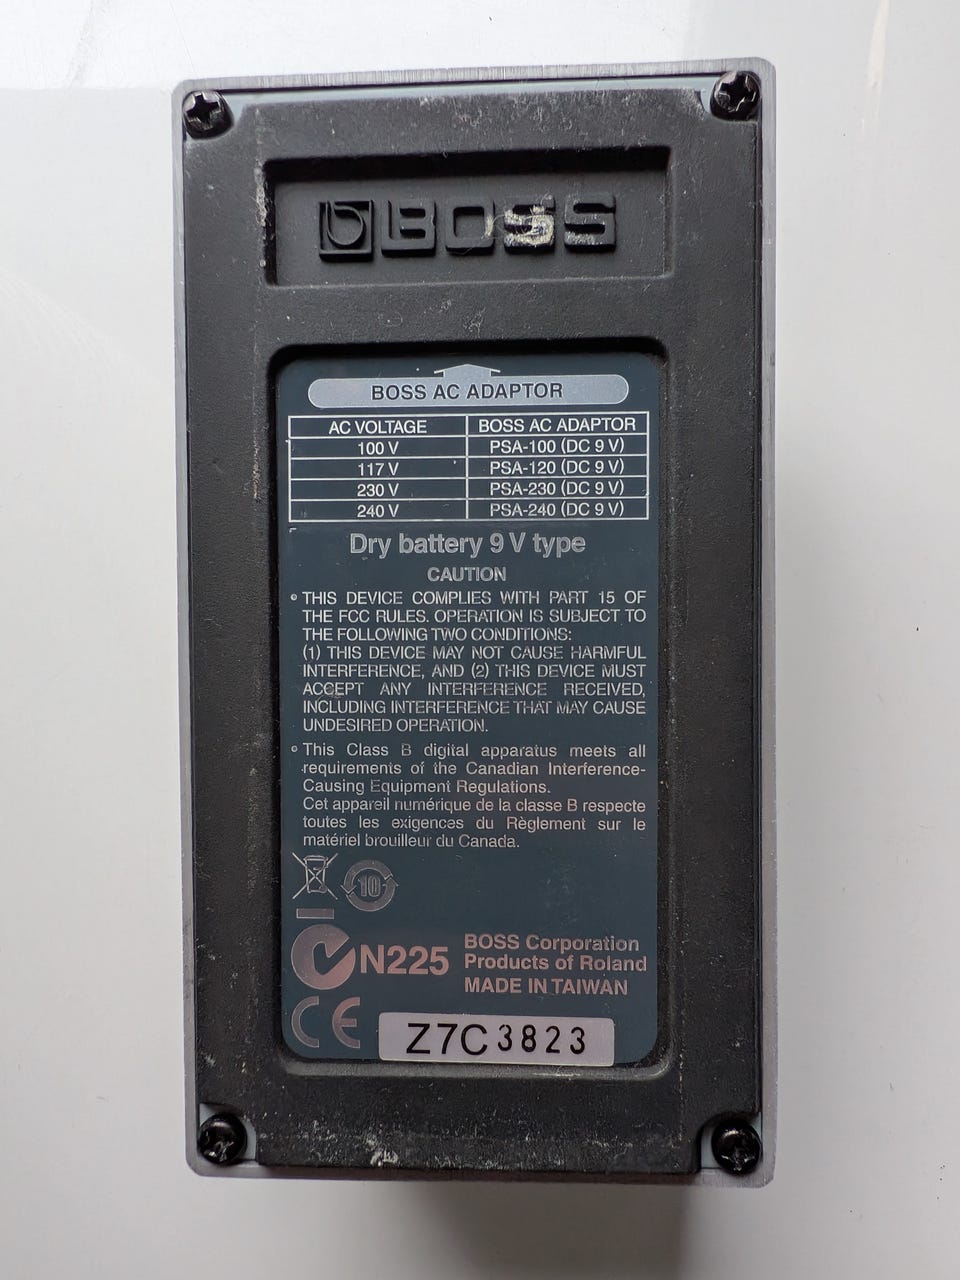 BOSS
BOSS AC ADAPTOR
AC VOLTAGE BOSS AC ADAPTOR
100 V PSA-100 (DC 9 V)
117 V PSA-120 (DC 9 V)
230 V PSA-230 (DC 9 V)
240 V PSA-240 (DC 9 V)
Dry battery 9 V type
CAUTION
THIS DEVICE COMPLIES WITH PART 15 OF
THE FCC RULES. OPERATION IS SUBJECT TO
THE FOLLOWING TWO CONDITIONS:
(1) THIS DEVICE MAY NOT CAUSE HARMFUL
INTERFERENCE, AND (2) THIS DEVICE MUST
ACCEPT ANY INTERFERENCE RECEIVED,
INCLUDING INTERFERENCE THAT MAY CAUSE
UNDESIRED OPERATION.
This Class B digital apparatus meets all
requirements of the Canadian Interference-
Causing Equipment Regulations.
Cet appareil numérique de la classe B respecte
toutes les exigences du Règlement sur le
matériel brouilleur du Canada.
10
N225
BOSS Corporation
Products of Roland
MADE IN TAIWAN
CE
Z7C3823